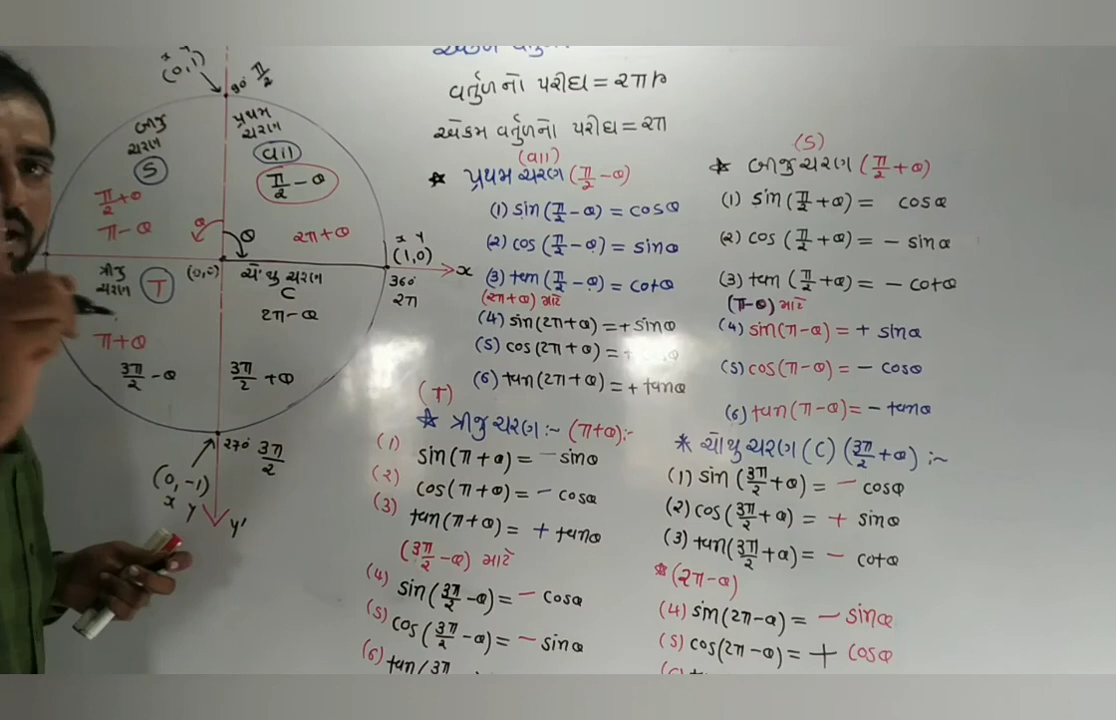 x y
(0,1)
90° π/2
બીજુ
ચરણ
S
π/2+θ
π-θ
પ્રથમ
ચરણ
all
π/2 - θ
θ
θ
2π+θ
x y
(1,0)
x
360°
2π
(0,0)
ત્રીજુ
ચરણ
T
π+θ
3π/2 - θ
ચોથુ ચરણ
C
2π-θ
3π/2 + θ
270° 3π/2
(0,-1)
x y
y'
વર્તુળનો પરીઘ = 2πr
એકમ વર્તુળનો પરીઘ = 2π
(all)
* પ્રથમ ચરણ (π/2 - θ)
(1) sin(π/2 - θ) = cosθ
(2) cos(π/2 - θ) = sinθ
(3) tan(π/2 - θ) = cotθ
(2π+θ) માટે
(4) sin(2π+θ) = + sinθ
(5) cos(2π+θ) = +
(6) tan(2π+θ) = + tanθ
(T)
* ત્રીજુ ચરણ :- (π+θ):-
(1) sin(π+θ) = - sinθ
(2) cos(π+θ) = - cosθ
(3) tan(π+θ) = + tanθ
(3π/2 - θ) માટે
(4) sin(3π/2 - θ) = - cosθ
(5) cos(3π/2 - θ) = - sinθ
(6) tan(3π
(S)
* બીજુ ચરણ (π/2 + θ)
(1) sin(π/2 + θ) = cosθ
(2) cos(π/2 + θ) = - sinθ
(3) tan(π/2 + θ) = - cotθ
(π-θ) માટે
(4) sin(π-θ) = + sinθ
(5) cos(π-θ) = - cosθ
(6) tan(π-θ) = - tanθ
* ચોથુ ચરણ (C) (3π/2 + θ) :-
(1) sin(3π/2 + θ) = - cosθ
(2) cos(3π/2 + θ) = + sinθ
(3) tan(3π/2 + θ) = - cotθ
* (2π-θ)
(4) sin(2π-θ) = - sinθ
(5) cos(2π-θ) = + cosθ